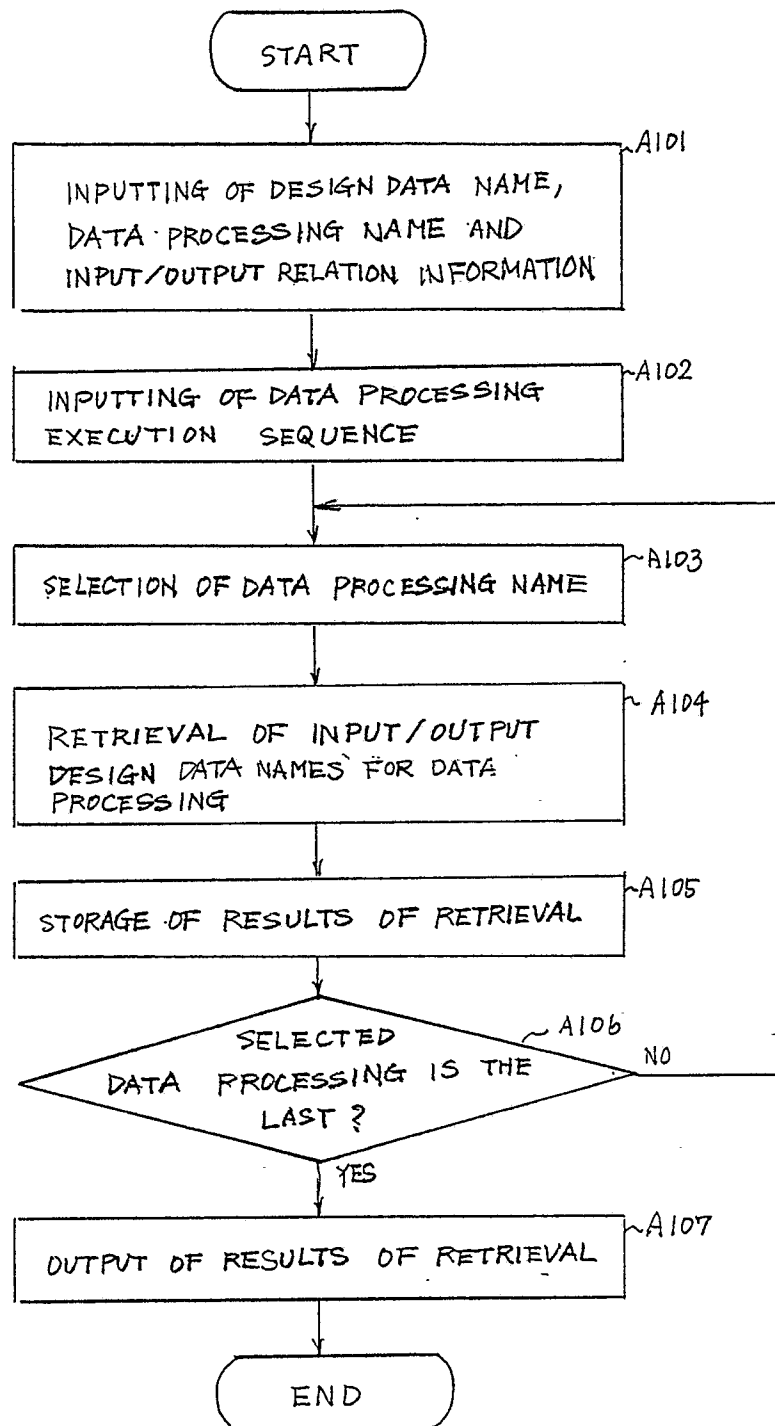 START
A101
INPUTTING OF DESIGN DATA NAME,
DATA PROCESSING NAME AND
INPUT/OUTPUT RELATION INFORMATION
A102
INPUTTING OF DATA PROCESSING
EXECUTION SEQUENCE
A103
SELECTION OF DATA PROCESSING NAME
A104
RETRIEVAL OF INPUT/OUTPUT
DESIGN DATA NAMES FOR DATA
PROCESSING
A105
STORAGE OF RESULTS OF RETRIEVAL
A106
SELECTED
DATA PROCESSING IS THE
LAST?
NO
YES
A107
OUTPUT OF RESULTS OF RETRIEVAL
END